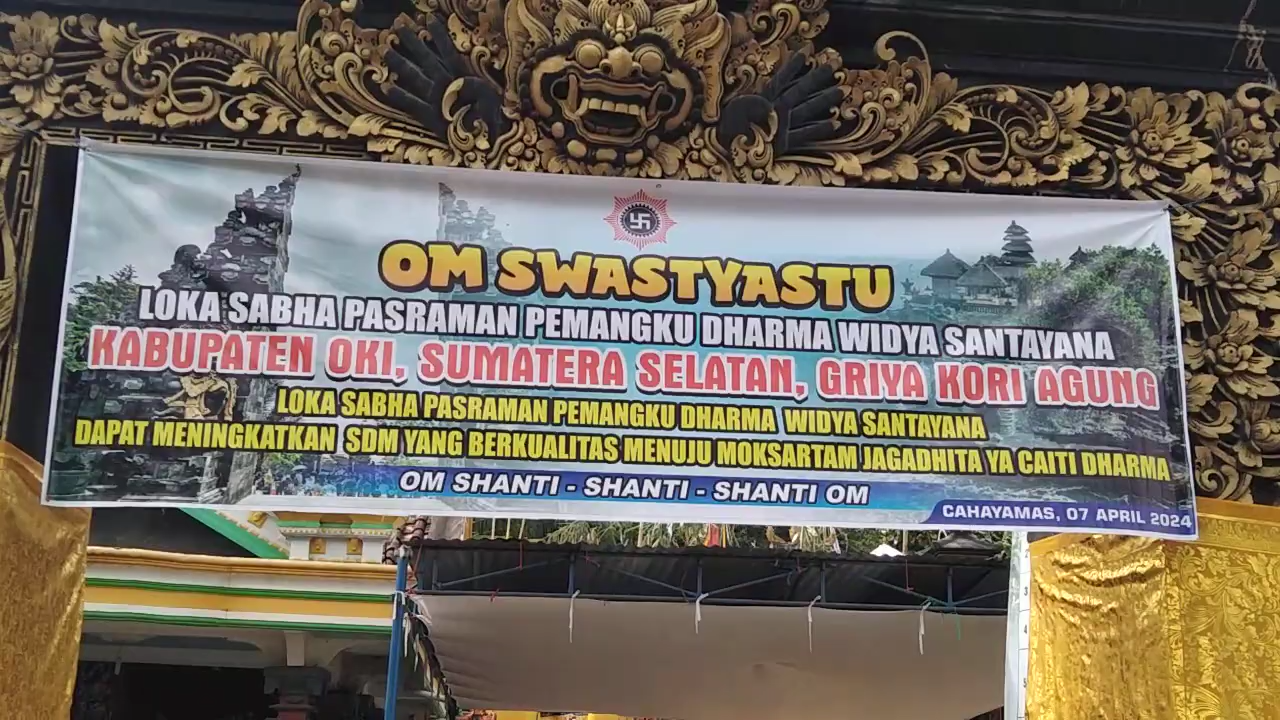 OM SWASTYASTU
LOKA SABHA PASRAMAN PEMANGKU DHARMA WIDYA SANTAYANA
KABUPATEN OKI, SUMATERA SELATAN, GRIYA KORI AGUNG
LOKA SABHA PASRAMAN PEMANGKU DHARMA WIDYA SANTAYANA
DAPAT MENINGKATKAN SDM YANG BERKUALITAS MENUJU MOKSARTAM JAGADHITA YA CAITI DHARMA
OM SHANTI - SHANTI - SHANTI OM
CAHAYAMAS, 07 APRIL 2024